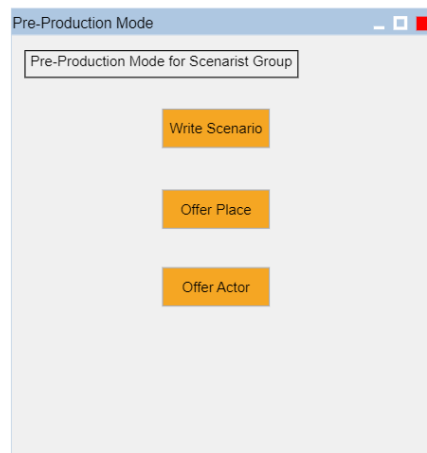 Pre-Production Mode
Pre-Production Mode for Scenarist Group
Write Scenario
Offer Place
Offer Actor